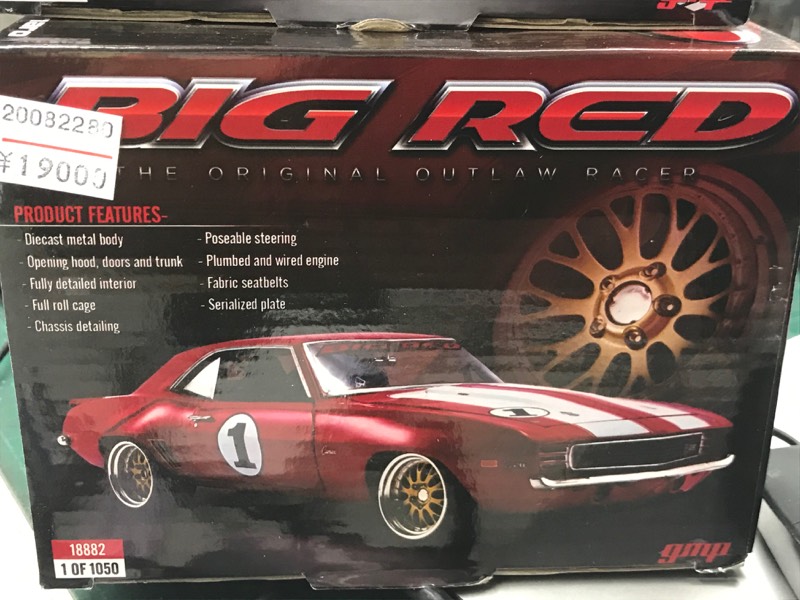 BIG RED
20082280
¥19000
THE ORIGINAL OUTLAW RACER
PRODUCT FEATURES-
Diecast metal body
- Opening hood, doors and trunk
- Fully detailed interior
- Full roll cage
- Chassis detailing
- Poseable steering
- Plumbed and wired engine
- Fabric seatbelts
- Serialized plate
1
1
18882
1 OF 1050
gmp